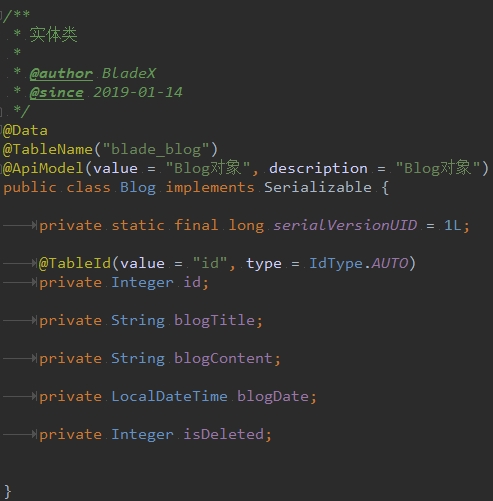 /**
 * 实体类
 *
 * @author BladeX
 * @since 2019-01-14
 */
@Data
@TableName("blade_blog")
@ApiModel(value = "Blog对象", description = "Blog对象")
public class Blog implements Serializable {
private static final long serialVersionUID = 1L;
@TableId(value = "id", type = IdType.AUTO)
private Integer id;
private String blogTitle;
private String blogContent;
private LocalDateTime blogDate;
private Integer isDeleted;
}